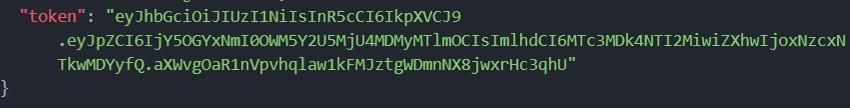 "token": "eyJhbGciOiJIUzI1NiIsInR5cCI6IkpXVCJ9
.eyJpZCI6IjY5OGYxNmI0OWM5Y2U5MjU4MDMyMTlmOCIsImlhdCI6MTc3MDk4NTI2MiwiZXhwIjoxNzcxN
TkwMDYyfQ.aXWvgOaR1nVpvhqlaw1kFMJztgWDmnNX8jwxrHc3qhU"
}